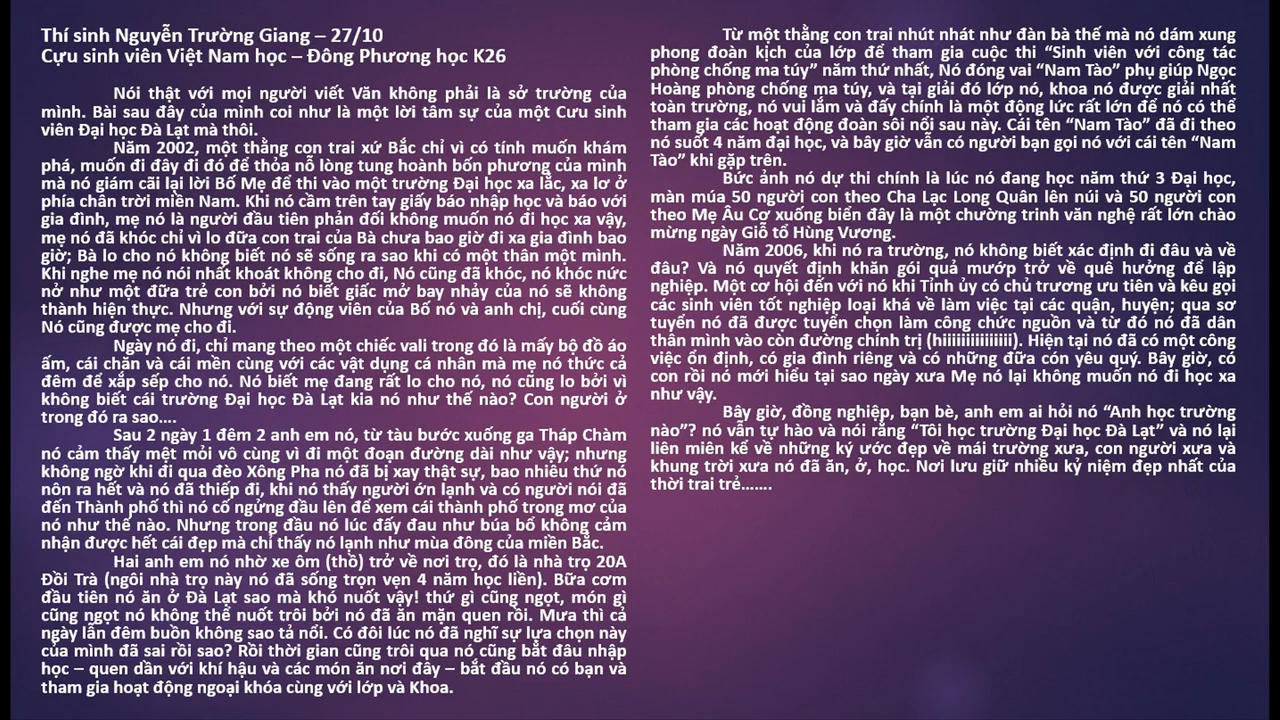 Thí sinh Nguyễn Trường Giang – 27/10
Cựu sinh viên Việt Nam học – Đông Phương học K26
Nói thật với mọi người viết Văn không phải là sở trường của
mình. Bài sau đây của mình coi như là một lời tâm sự của một Cưu sinh
viên Đại học Đà Lạt mà thôi.
Năm 2002, một thằng con trai xứ Bắc chỉ vì có tính muốn khám
phá, muốn đi đây đi đó để thỏa nỗ lòng tung hoành bốn phương của mình
mà nó giám cãi lại lời Bố Mẹ để thi vào một trường Đại học xa lắc, xa lơ ở
phía chân trời miền Nam. Khi nó cầm trên tay giấy báo nhập học và báo với
gia đình, mẹ nó là người đầu tiên phản đối không muốn nó đi học xa vậy,
mẹ nó đã khóc chỉ vì lo đữa con trai của Bà chưa bao giờ đi xa gia đình bao
giờ; Bà lo cho nó không biết nó sẽ sống ra sao khi có một thân một mình.
Khi nghe mẹ nó nói nhất khoát không cho đi, Nó cũng đã khóc, nó khóc nức
nở như một đữa trẻ con bởi nó biết giấc mở bay nhảy của nó sẽ không
thành hiện thực. Nhưng với sự động viên của Bố nó và anh chị, cuối cùng
Nó cũng được mẹ cho đi.
Ngày nó đi, chỉ mang theo một chiếc vali trong đó là mấy bộ đồ áo
ấm, cái chăn và cái mền cùng với các vật dụng cá nhân mà mẹ nó thức cả
đêm để xắp sếp cho nó. Nó biết mẹ đang rất lo cho nó, nó cũng lo bởi vì
không biết cái trường Đại học Đà Lạt kia nó như thế nào? Con người ở
trong đó ra sao....
Sau 2 ngày 1 đêm 2 anh em nó, từ tàu bước xuống ga Tháp Chàm
nó cảm thấy mệt mỏi vô cùng vì đi một đoạn đường dài như vậy; nhưng
không ngờ khi đi qua đèo Xông Pha nó đã bị xay thật sự, bao nhiêu thứ nó
nôn ra hết và nó đã thiếp đi, khi nó thấy người ớn lạnh và có người nói đã
đến Thành phố thì nó cố ngửng đầu lên để xem cái thành phố trong mơ của
nó như thế nào. Nhưng trong đầu nó lúc đấy đau như búa bổ không cảm
nhận được hết cái đẹp mà chỉ thấy nó lạnh như mùa đông của miền Bắc.
Hai anh em nó nhờ xe ôm (thồ) trở về nơi trọ, đó là nhà trọ 20A
Đồi Trà (ngôi nhà trọ này nó đã sống trọn vẹn 4 năm học liền). Bữa cơm
đầu tiên nó ăn ở Đà Lạt sao mà khó nuốt vậy! thứ gì cũng ngọt, món gì
cũng ngọt nó không thể nuốt trôi bởi nó đã ăn mặn quen rồi. Mưa thì cả
ngày lẫn đêm buồn không sao tả nổi. Có đôi lúc nó đã nghĩ sự lựa chọn này
của mình đã sai rồi sao? Rồi thời gian cũng trôi qua nó cũng bắt đâu nhập
học – quen dần với khí hậu và các món ăn nơi đây – bắt đầu nó có bạn và
tham gia hoạt động ngoại khóa cùng với lớp và Khoa.
Từ một thằng con trai nhút nhát như đàn bà thế mà nó dám xung
phong đoàn kịch của lớp để tham gia cuộc thi “Sinh viên với công tác
phòng chống ma túy” năm thứ nhất, Nó đóng vai “Nam Tào” phụ giúp Ngọc
Hoàng phòng chống ma túy, và tại giải đó lớp nó, khoa nó được giải nhất
toàn trường, nó vui lắm và đấy chính là một động lực rất lớn để nó có thể
tham gia các hoạt động đoàn sôi nổi sau này. Cái tên “Nam Tào” đã đi theo
nó suốt 4 năm đại học, và bây giờ vẫn có người bạn gọi nó với cái tên “Nam
Tào” khi gặp trên.
Bức ảnh nó dự thi chính là lúc nó đang học năm thứ 3 Đại học,
màn múa 50 người con theo Cha Lạc Long Quân lên núi và 50 người con
theo Mẹ Âu Cơ xuống biển đây là một chường trinh văn nghệ rất lớn chào
mừng ngày Giỗ tổ Hùng Vương.
Năm 2006, khi nó ra trường, nó không biết xác định đi đâu và về
đâu? Và nó quyết định khăn gói quả mướp trở về quê hưởng để lập
nghiệp. Một cơ hội đến với nó khi Tỉnh ủy có chủ trương ưu tiên và kêu gọi
các sinh viên tốt nghiệp loại khá về làm việc tại các quận, huyện; qua sơ
tuyển nó đã được tuyển chọn làm công chức nguồn và từ đó nó đã dân
thân mình vào còn đường chính trị (hiiiiiiiiiiiiiii). Hiện tại nó đã có một công
việc ổn định, có gia đình riêng và có những đữa cón yêu quý. Bây giờ, có
con rồi nó mới hiểu tại sao ngày xưa Mẹ nó lại không muốn nó đi học xa
như vậy.
Bây giờ, đồng nghiệp, bạn bè, anh em ai hỏi nó “Anh học trường
nào”? nó vẫn tự hào và nói rằng “Tôi học trường Đại học Đà Lạt” và nó lại
liên miên kể về những ký ước đẹp về mái trường xưa, con người xưa và
khung trời xưa nó đã ăn, ở, học. Nơi lưu giữ nhiều kỷ niệm đẹp nhất của
thời trai trẻ.......